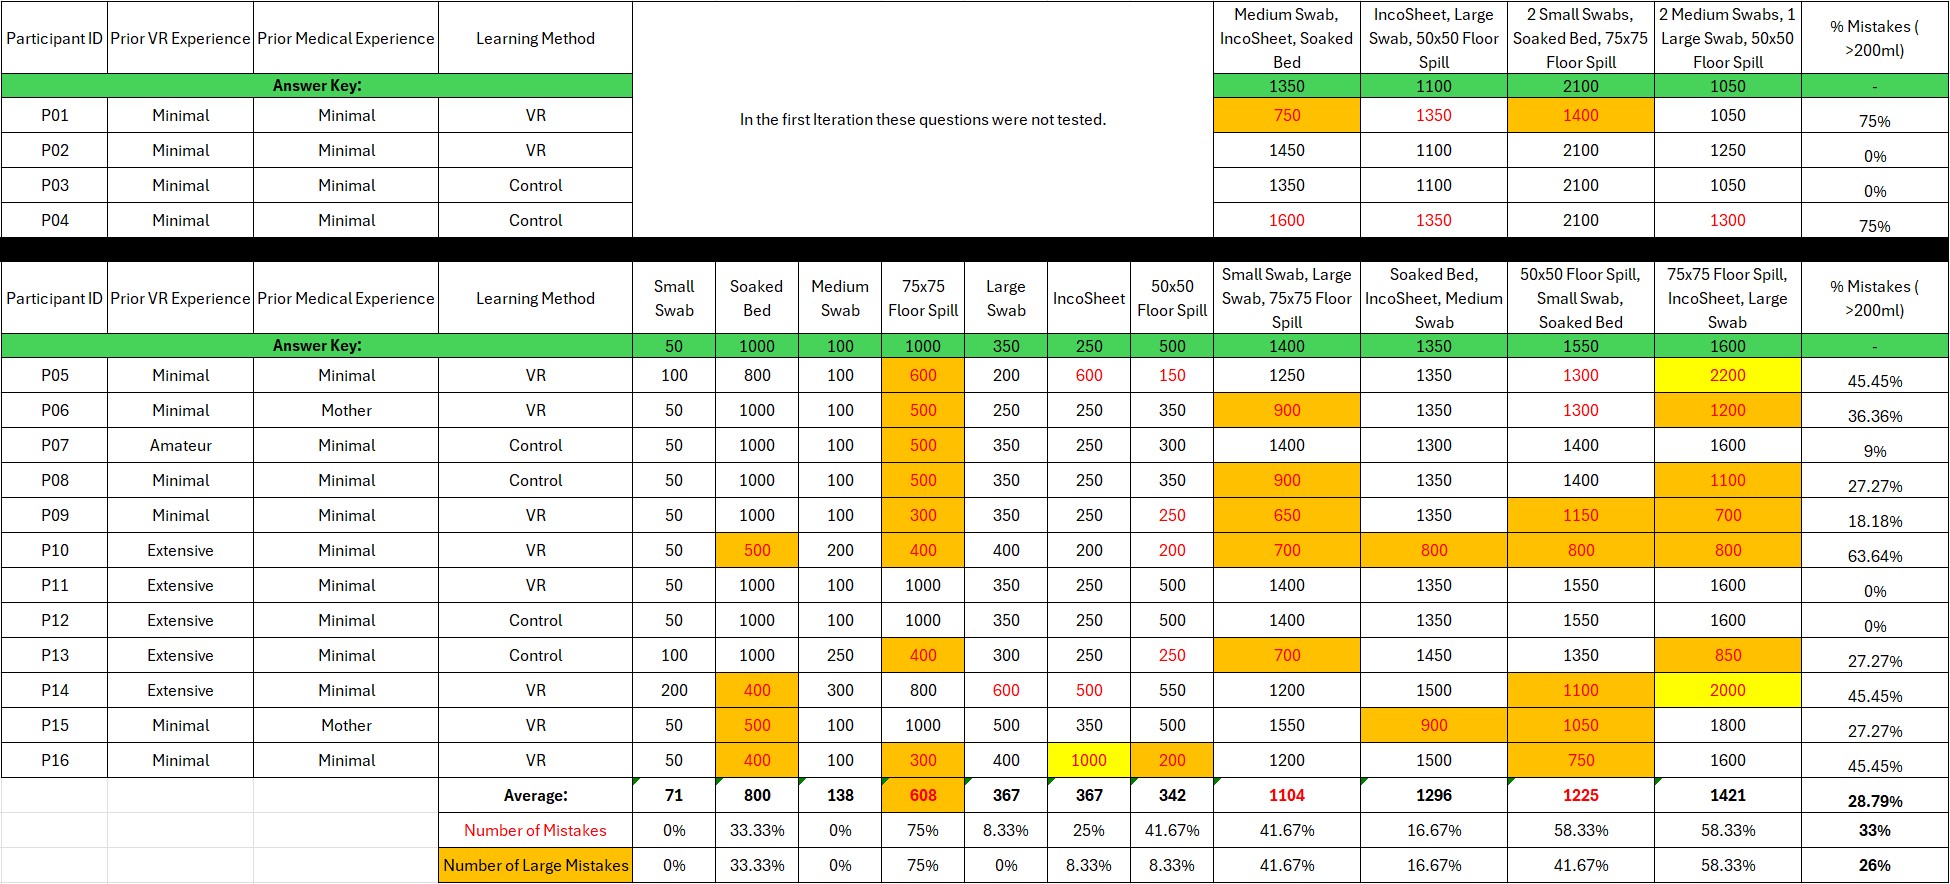 Participant ID Prior VR Experience Prior Medical Experience Learning Method In the first Iteration these questions were not tested. Medium Swab, IncoSheet, Soaked Bed IncoSheet, Large Swab, 50x50 Floor Spill 2 Small Swabs, Soaked Bed, 75x75 Floor Spill 2 Medium Swabs, 1 Large Swab, 50x50 Floor Spill % Mistakes ( >200ml)
Answer Key: 1350 1100 2100 1050 -
P01 Minimal Minimal VR 750 1350 1400 1050 75%
P02 Minimal Minimal VR 1450 1100 2100 1250 0%
P03 Minimal Minimal Control 1350 1100 2100 1050 0%
P04 Minimal Minimal Control 1600 1350 2100 1300 75%
Participant ID Prior VR Experience Prior Medical Experience Learning Method Small Swab Soaked Bed Medium Swab 75x75 Floor Spill Large Swab IncoSheet 50x50 Floor Spill Small Swab, Large Swab, 75x75 Floor Spill Soaked Bed, IncoSheet, Medium Swab 50x50 Floor Spill, Small Swab, Soaked Bed 75x75 Floor Spill, IncoSheet, Large Swab % Mistakes ( >200ml)
Answer Key: 50 1000 100 1000 350 250 500 1400 1350 1550 1600 -
P05 Minimal Minimal VR 100 800 100 600 200 600 150 1250 1350 1300 2200 45.45%
P06 Minimal Mother VR 50 1000 100 500 250 250 350 900 1350 1300 1200 36.36%
P07 Amateur Minimal Control 50 1000 100 500 350 250 300 1400 1300 1400 1600 9%
P08 Minimal Minimal Control 50 1000 100 500 250 250 350 900 1350 1400 1100 27.27%
P09 Minimal Minimal VR 50 1000 100 300 350 250 250 650 1350 1150 700 18.18%
P10 Extensive Minimal VR 50 500 200 400 400 200 200 700 800 800 800 63.64%
P11 Extensive Minimal VR 50 1000 100 1000 350 250 500 1400 1350 1550 1600 0%
P12 Extensive Minimal Control 50 1000 100 1000 350 250 500 1400 1350 1550 1600 0%
P13 Extensive Minimal Control 100 1000 250 400 300 250 250 700 1450 1350 850 27.27%
P14 Extensive Minimal VR 200 400 300 800 600 500 550 1200 1500 1100 2000 45.45%
P15 Minimal Mother VR 50 500 100 1000 500 350 500 1550 900 1050 1800 27.27%
P16 Minimal Minimal VR 50 400 100 300 400 1000 200 1200 1500 750 1600 45.45%
Average: 71 800 138 608 367 367 342 1104 1296 1225 1421 28.79%
Number of Mistakes 0% 33.33% 0% 75% 8.33% 25% 41.67% 41.67% 16.67% 58.33% 58.33% 33%
Number of Large Mistakes 0% 33.33% 0% 75% 0% 8.33% 8.33% 41.67% 16.67% 41.67% 58.33% 26%